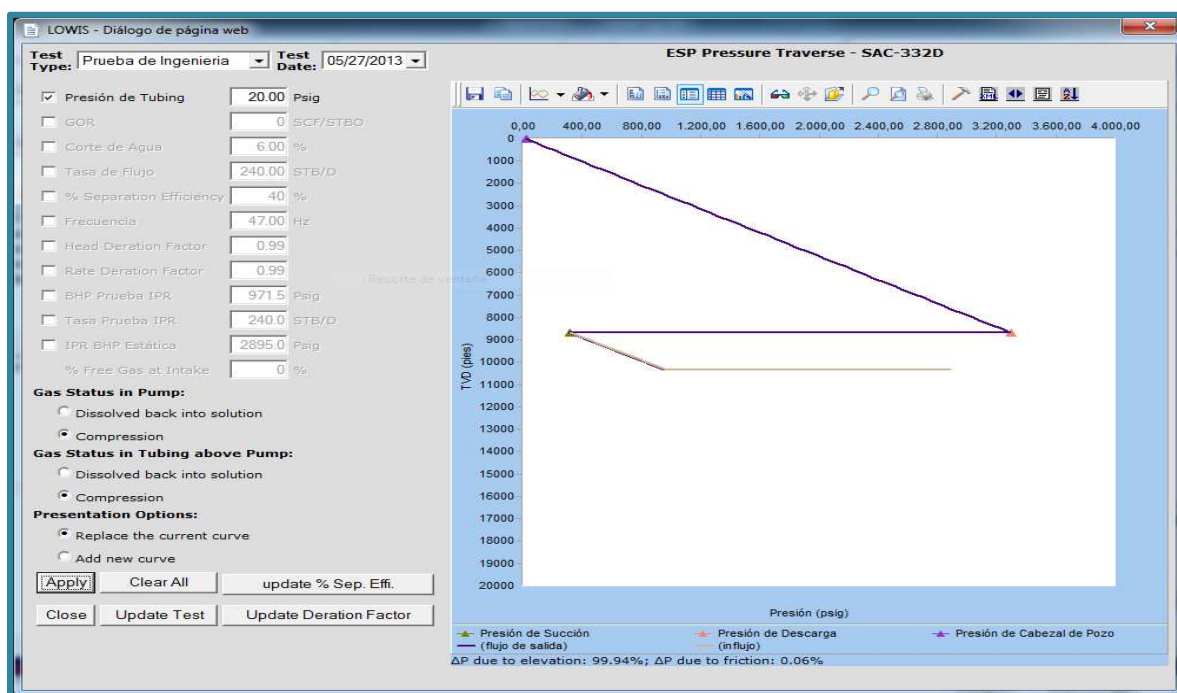 LOWIS - Diálogo de página web
Test Type: Prueba de Ingenieria Test Date: 05/27/2013
Presión de Tubing 20.00 Psig
GOR 0 SCF/STBO
Corte de Agua 6.00 %
Tasa de Flujo 240.00 STB/D
% Separation Efficiency 40 %
Frecuencia 47.00 Hz
Head Deration Factor 0.99
Rate Deration Factor 0.99
BHP Prueba IPR 971.5 Psig
Tasa Prueba IPR 240.0 STB/D
IPR BHP Estática 2895.0 Psig
% Free Gas at Intake 0 %
Gas Status in Pump:
Dissolved back into solution
Compression
Gas Status in Tubing above Pump:
Dissolved back into solution
Compression
Presentation Options:
Replace the current curve
Add new curve
Apply Clear All update % Sep. Effi.
Close Update Test Update Deration Factor
ESP Pressure Traverse - SAC-332D
0,00 400,00 800,00 1.200,00 1.600,00 2.000,00 2.400,00 2.800,00 3.200,00 3.600,00 4.000,00
0
1000
2000
3000
4000
5000
6000
7000
8000
9000
10000
11000
12000
13000
14000
15000
16000
17000
18000
19000
20000
TVD (pies)
Recorte de ventana
Presión (psig)
Presión de Succión Presión de Descarga Presión de Cabezal de Pozo
(flujo de salida) (influjo)
ΔP due to elevation: 99.94%; ΔP due to friction: 0.06%